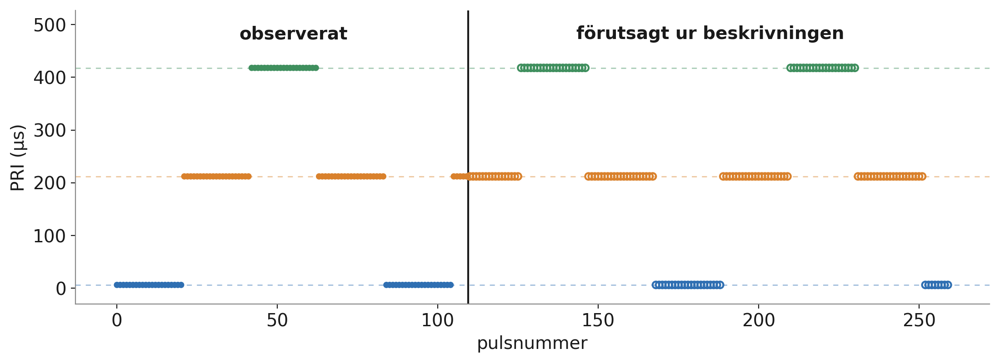 observerat
förutsagt ur beskrivningen
500
400
300
200
100
0
PRI (µs)
0 50 100 150 200 250
pulsnummer